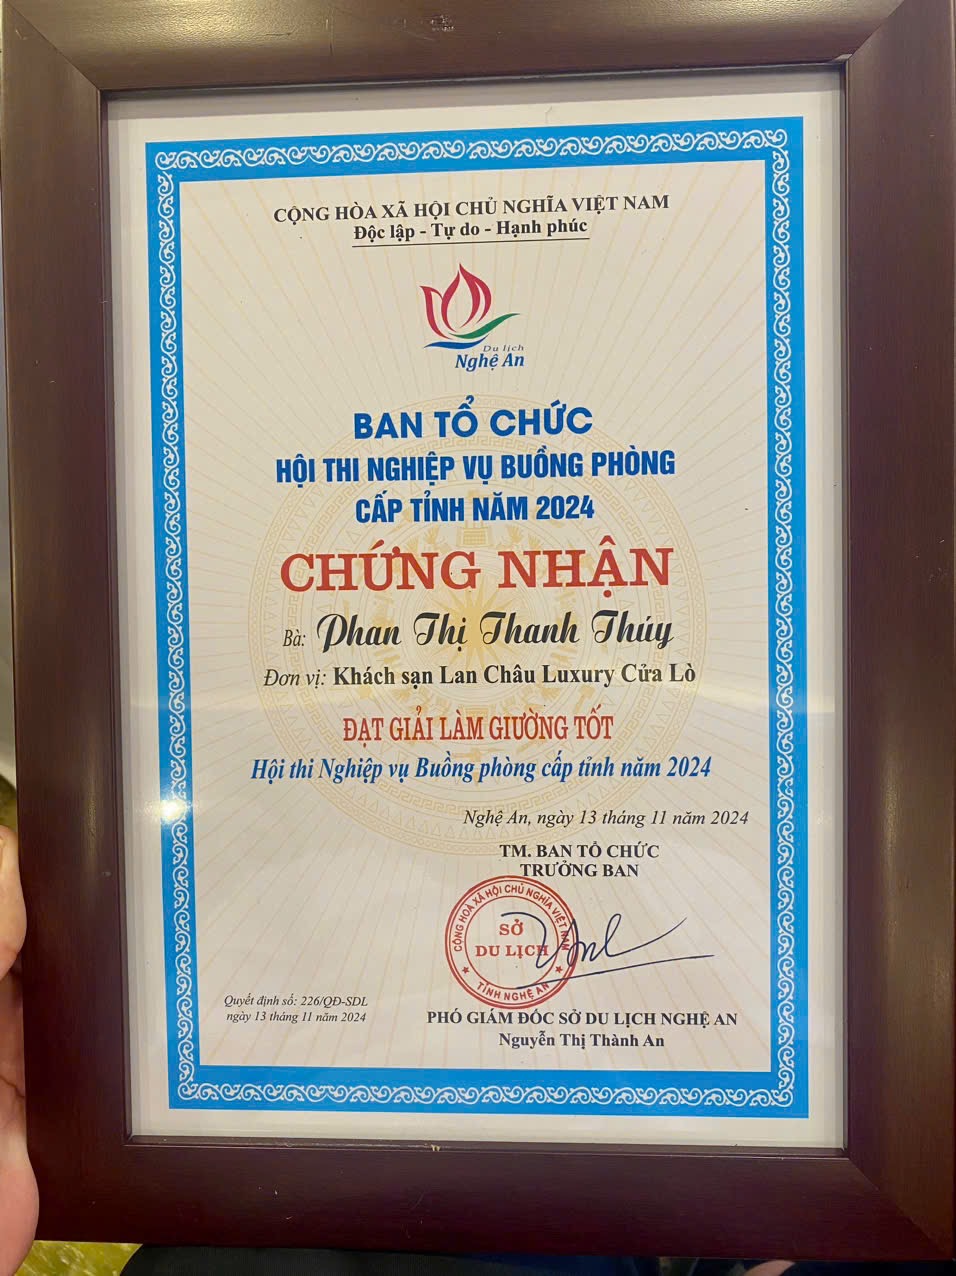 CỘNG HÒA XÃ HỘI CHỦ NGHĨA VIỆT NAM
Độc lập - Tự do - Hạnh phúc
Du lịch
Nghệ An
BAN TỔ CHỨC
HỘI THI NGHIỆP VỤ BUỒNG PHÒNG
CẤP TỈNH NĂM 2024
CHỨNG NHẬN
Bà: Phan Thị Thanh Thúy
Đơn vị: Khách sạn Lan Châu Luxury Cửa Lò
ĐẠT GIẢI LÀM GIƯỜNG TỐT
Hội thi Nghiệp vụ Buồng phòng cấp tỉnh năm 2024
Nghệ An, ngày 13 tháng 11 năm 2024
TM. BAN TỔ CHỨC
TRƯỞNG BAN
CỘNG HOÀ XÃ HỘI CHỦ NGHĨA VIỆT NAM
SỞ
DU LỊCH
TỈNH NGHỆ AN
Quyết định số: 226/QĐ-SDL
ngày 13 tháng 11 năm 2024
PHÓ GIÁM ĐỐC SỞ DU LỊCH NGHỆ AN
Nguyễn Thị Thành An